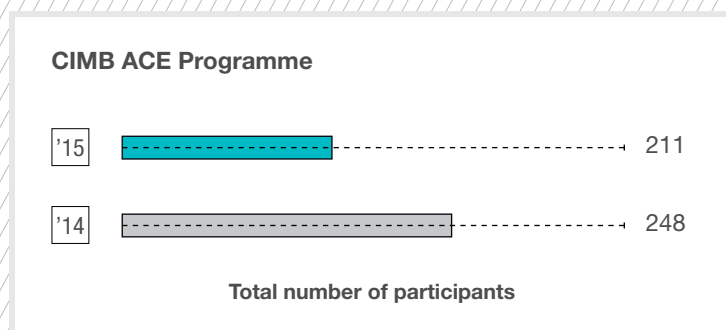 CIMB ACE Programme
’15 211
’14 248
Total number of participants